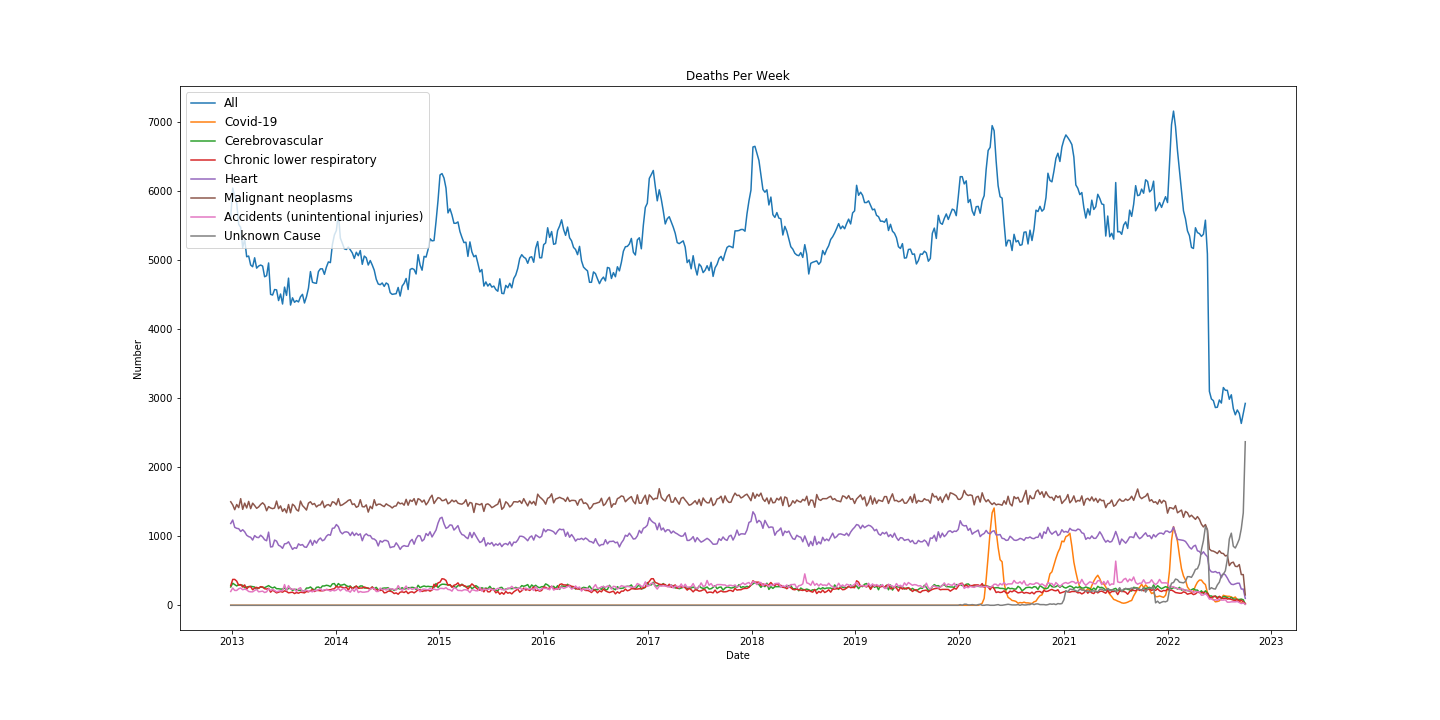 Deaths Per Week
All
Covid-19
Cerebrovascular
Chronic lower respiratory
Heart
Malignant neoplasms
Accidents (unintentional injuries)
Unknown Cause
7000
6000
5000
4000
3000
2000
1000
0
Number
2013 2014 2015 2016 2017 2018 2019 2020 2021 2022 2023
Date